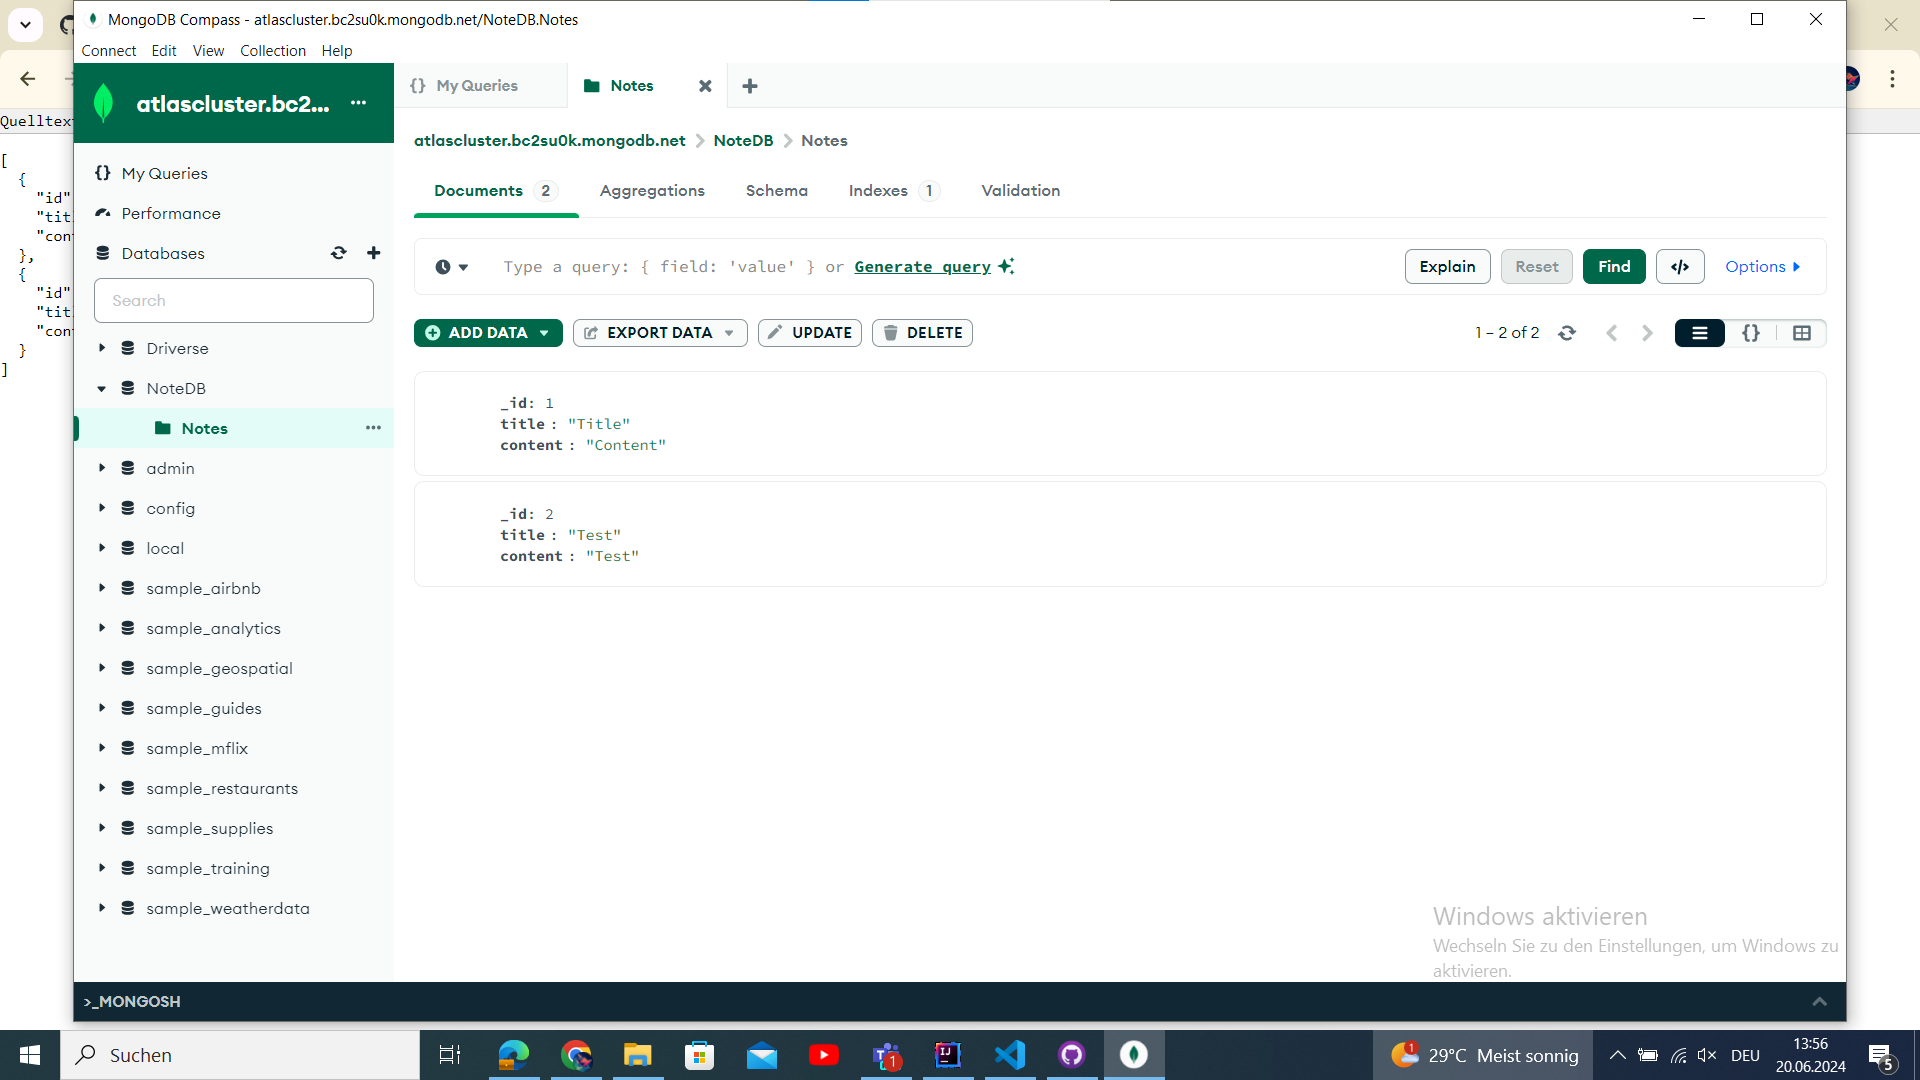 MongoDB Compass - atlascluster.bc2su0k.mongodb.net/NoteDB.Notes
Connect Edit View Collection Help
atlascluster.bc2...
{} My Queries
Notes
My Queries
Performance
Databases
Search
Driverse
NoteDB
Notes
admin
config
local
sample_airbnb
sample_analytics
sample_geospatial
sample_guides
sample_mflix
sample_restaurants
sample_supplies
sample_training
sample_weatherdata
atlascluster.bc2su0k.mongodb.net > NoteDB > Notes
Documents 2 Aggregations Schema Indexes 1 Validation
Type a query: { field: 'value' } or Generate query
Explain Reset Find </> Options
ADD DATA EXPORT DATA UPDATE DELETE
1 – 2 of 2
_id: 1
title : "Title"
content : "Content"
_id: 2
title : "Test"
content : "Test"
Windows aktivieren
Wechseln Sie zu den Einstellungen, um Windows zu
aktivieren.
>_MONGOSH
[
{
"id"
},
{
"id"
}
]
Suchen
1
1
29°C Meist sonnig
DEU
13:56
20.06.2024
5